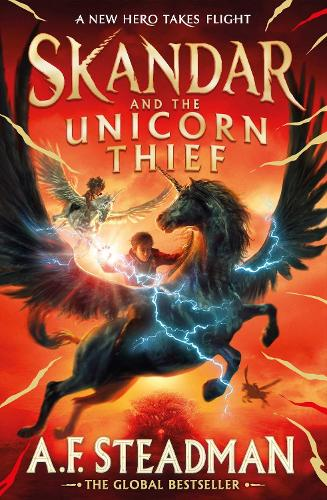 A NEW HERO TAKES FLIGHT
SKANDAR
AND THE
UNICORN
THIEF
A.F. STEADMAN
• THE GLOBAL BESTSELLER •